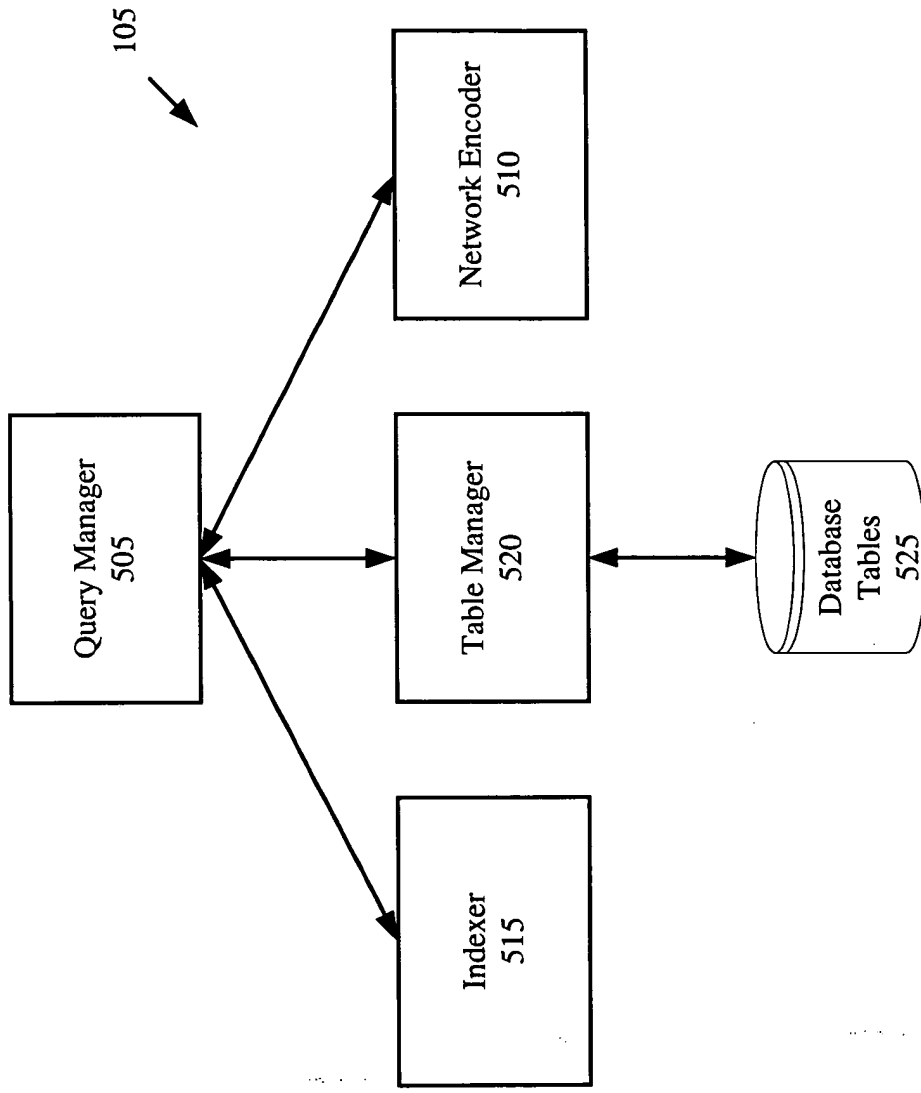 105
Query Manager
505
Indexer
515
Table Manager
520
Network Encoder
510
Database
Tables
525